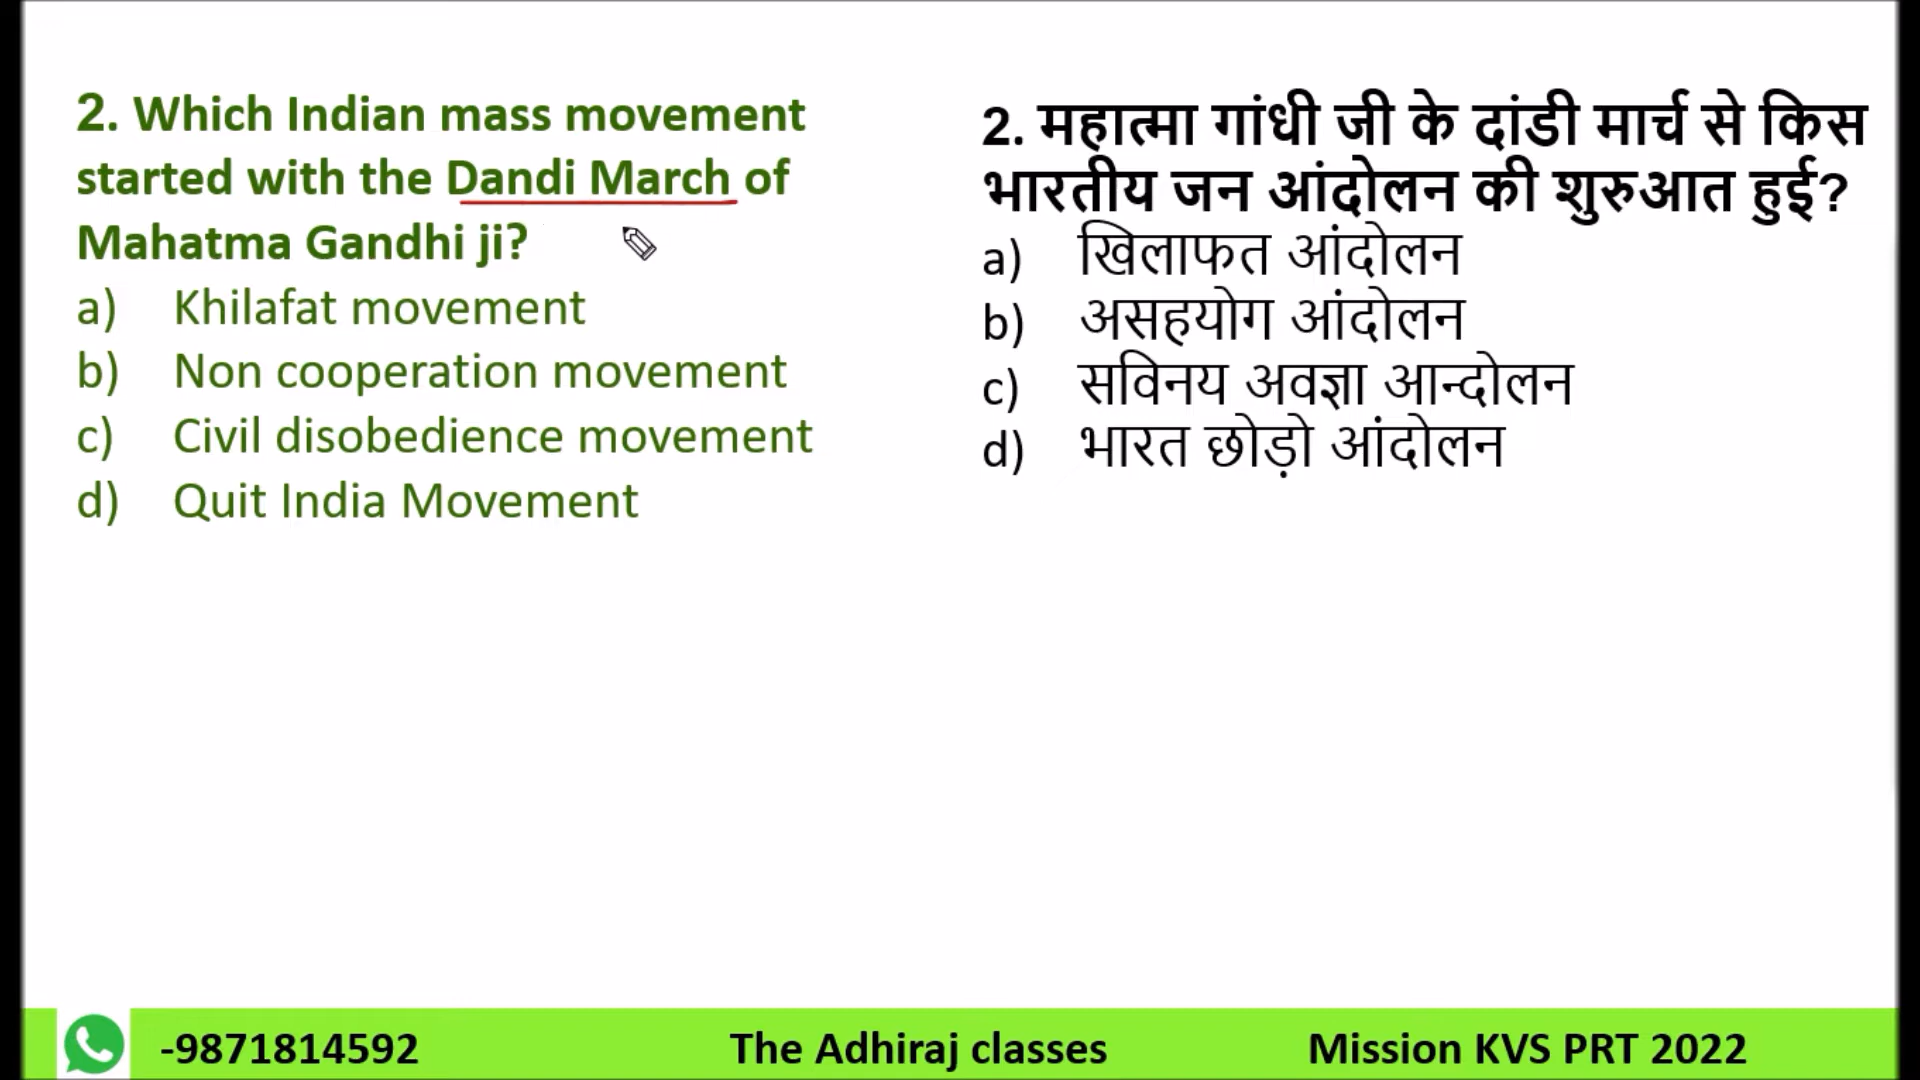 2. Which Indian mass movement
started with the Dandi March of
Mahatma Gandhi ji?
a) Khilafat movement
b) Non cooperation movement
c) Civil disobedience movement
d) Quit India Movement
2. महात्मा गांधी जी के दांडी मार्च से किस
भारतीय जन आंदोलन की शुरुआत हुई?
a) खिलाफत आंदोलन
b) असहयोग आंदोलन
c) सविनय अवज्ञा आन्दोलन
d) भारत छोड़ो आंदोलन
-9871814592 The Adhiraj classes Mission KVS PRT 2022